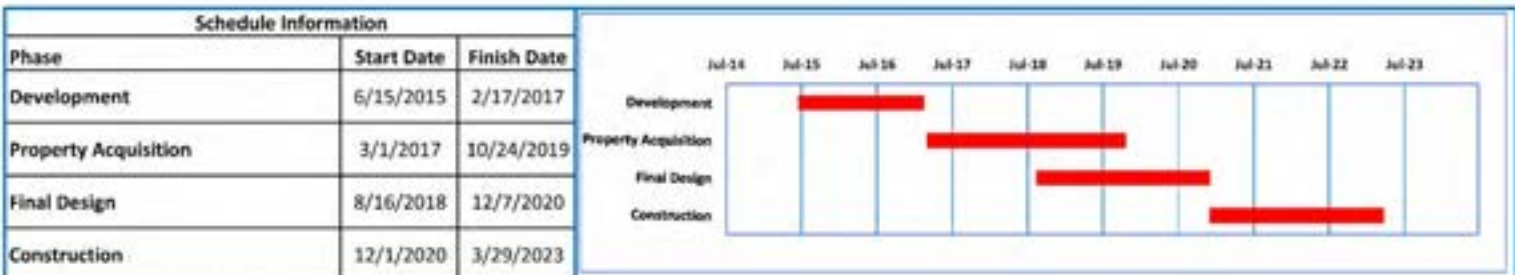 Schedule Information
Phase Start Date Finish Date
Development 6/15/2015 2/17/2017
Property Acquisition 3/1/2017 10/24/2019
Final Design 8/16/2018 12/7/2020
Construction 12/1/2020 3/29/2023
Jul-14 Jul-15 Jul-16 Jul-17 Jul-18 Jul-19 Jul-20 Jul-21 Jul-22 Jul-23
Development
Property Acquisition
Final Design
Construction